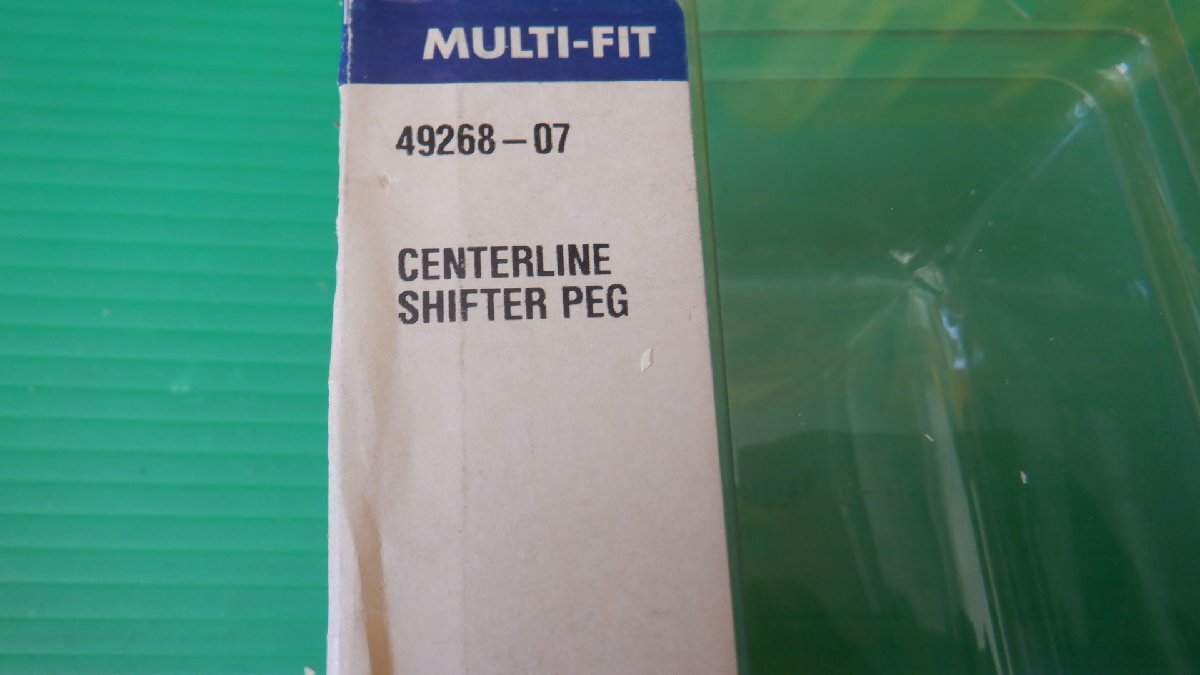 MULTI-FIT
49268-07
CENTERLINE
SHIFTER PEG